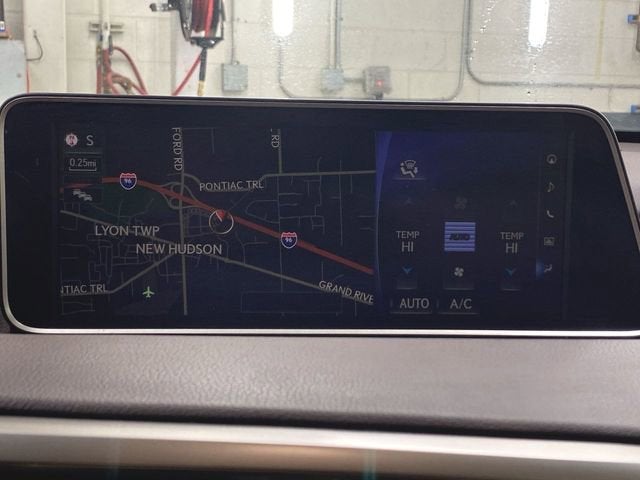 S
0.25mi
FORD RD
RD
96
PONTIAC TRL
LYON TWP
NEW HUDSON
96
NTIAC TRL
GRAND RIVE
TEMP
HI
TEMP
HI
AUTO
A/C